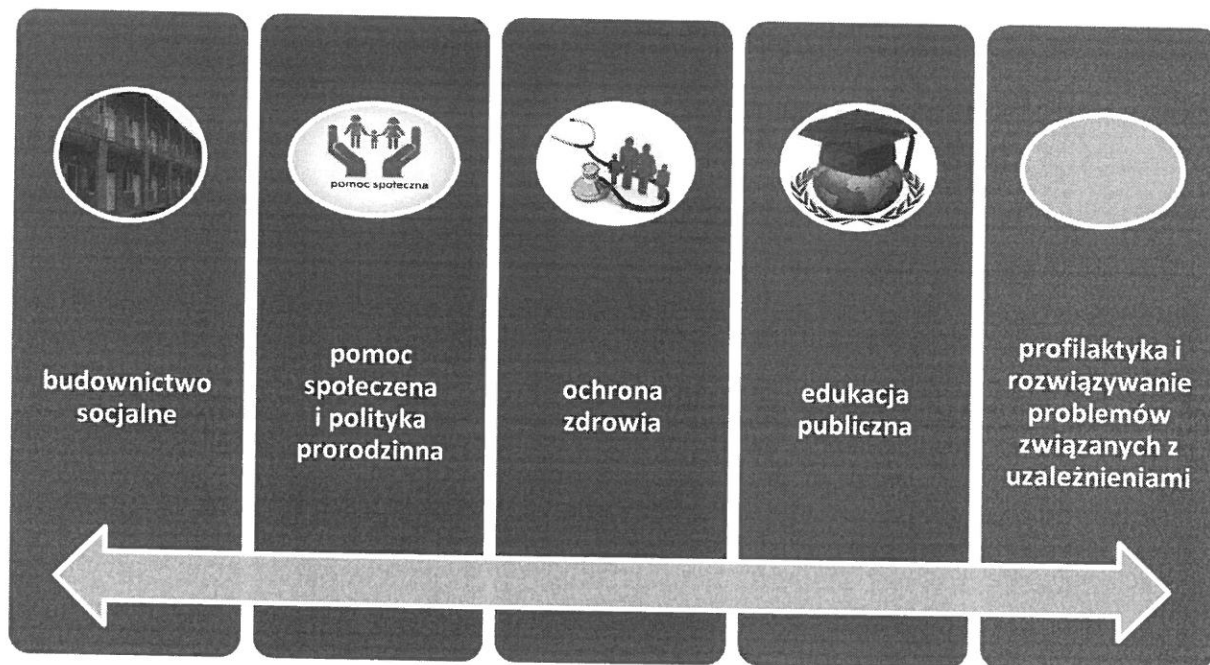 pomoc społeczna
budownictwo
socjalne
pomoc
społeczena
i polityka
prorodzinna
ochrona
zdrowia
edukacja
publiczna
profilaktyka i
rozwiązywanie
problemów
związanych z
uzależnieniami